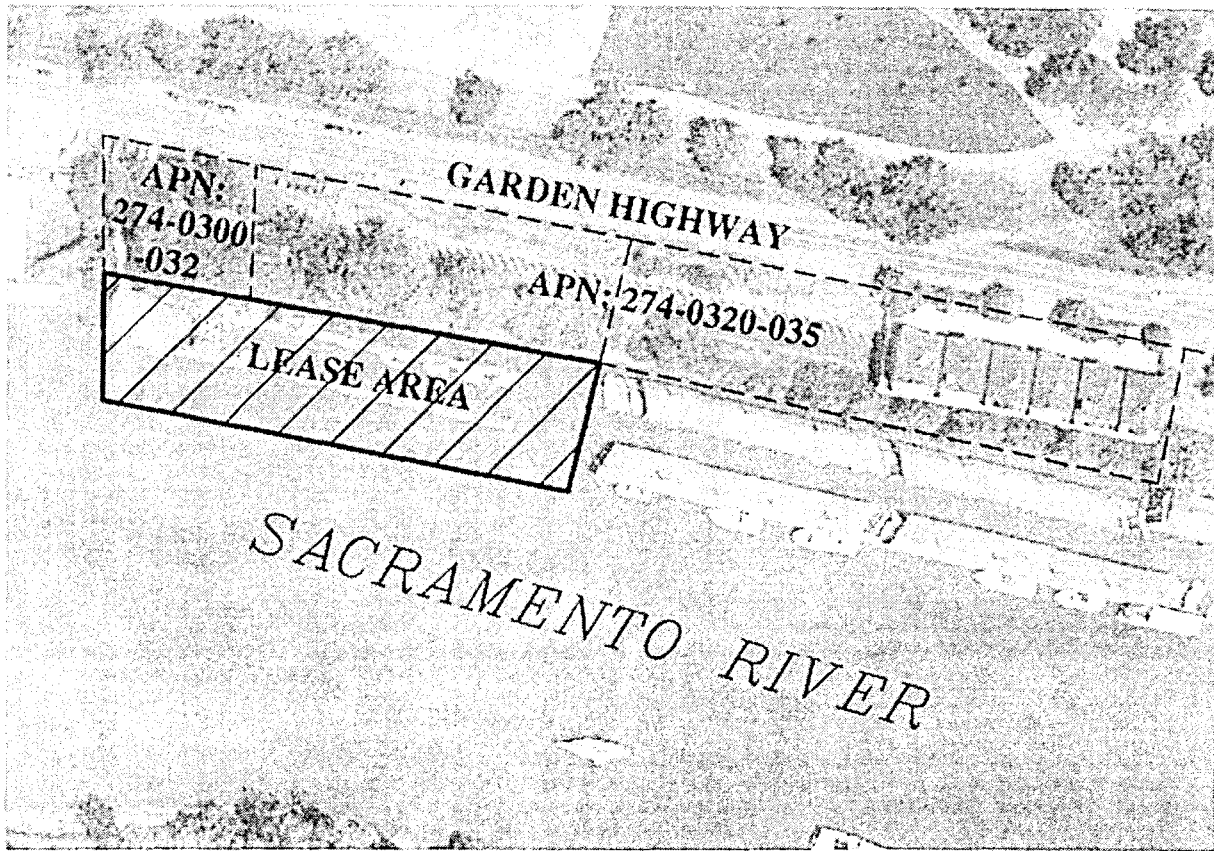 APN:
274-0300
-032
GARDEN HIGHWAY
APN: 274-0320-035
LEASE AREA
SACRAMENTO RIVER